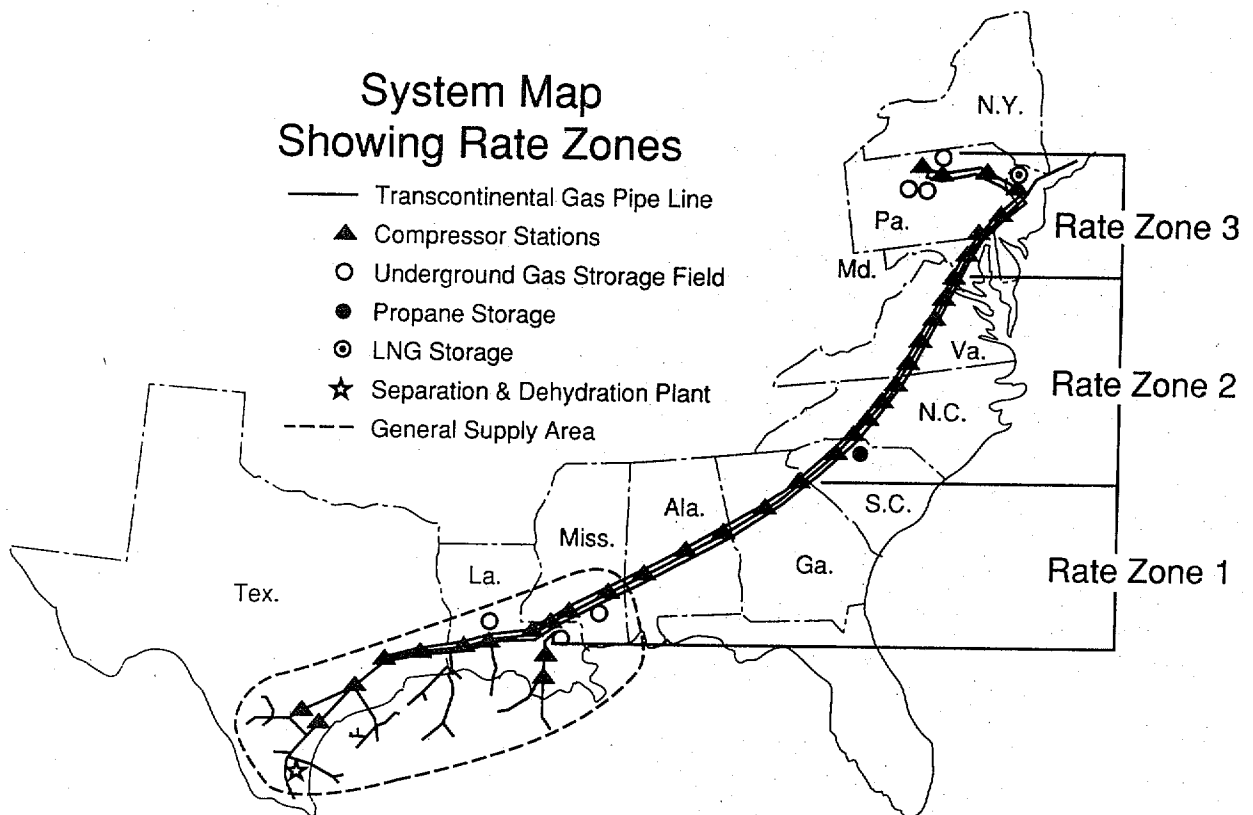 System Map
Showing Rate Zones
Transcontinental Gas Pipe Line
Compressor Stations
Underground Gas Strorage Field
Propane Storage
LNG Storage
Separation & Dehydration Plant
General Supply Area
N.Y.
Pa.
Rate Zone 3
Md.
Va.
Rate Zone 2
N.C.
S.C.
Ala.
Miss.
Ga.
Rate Zone 1
La.
Tex.